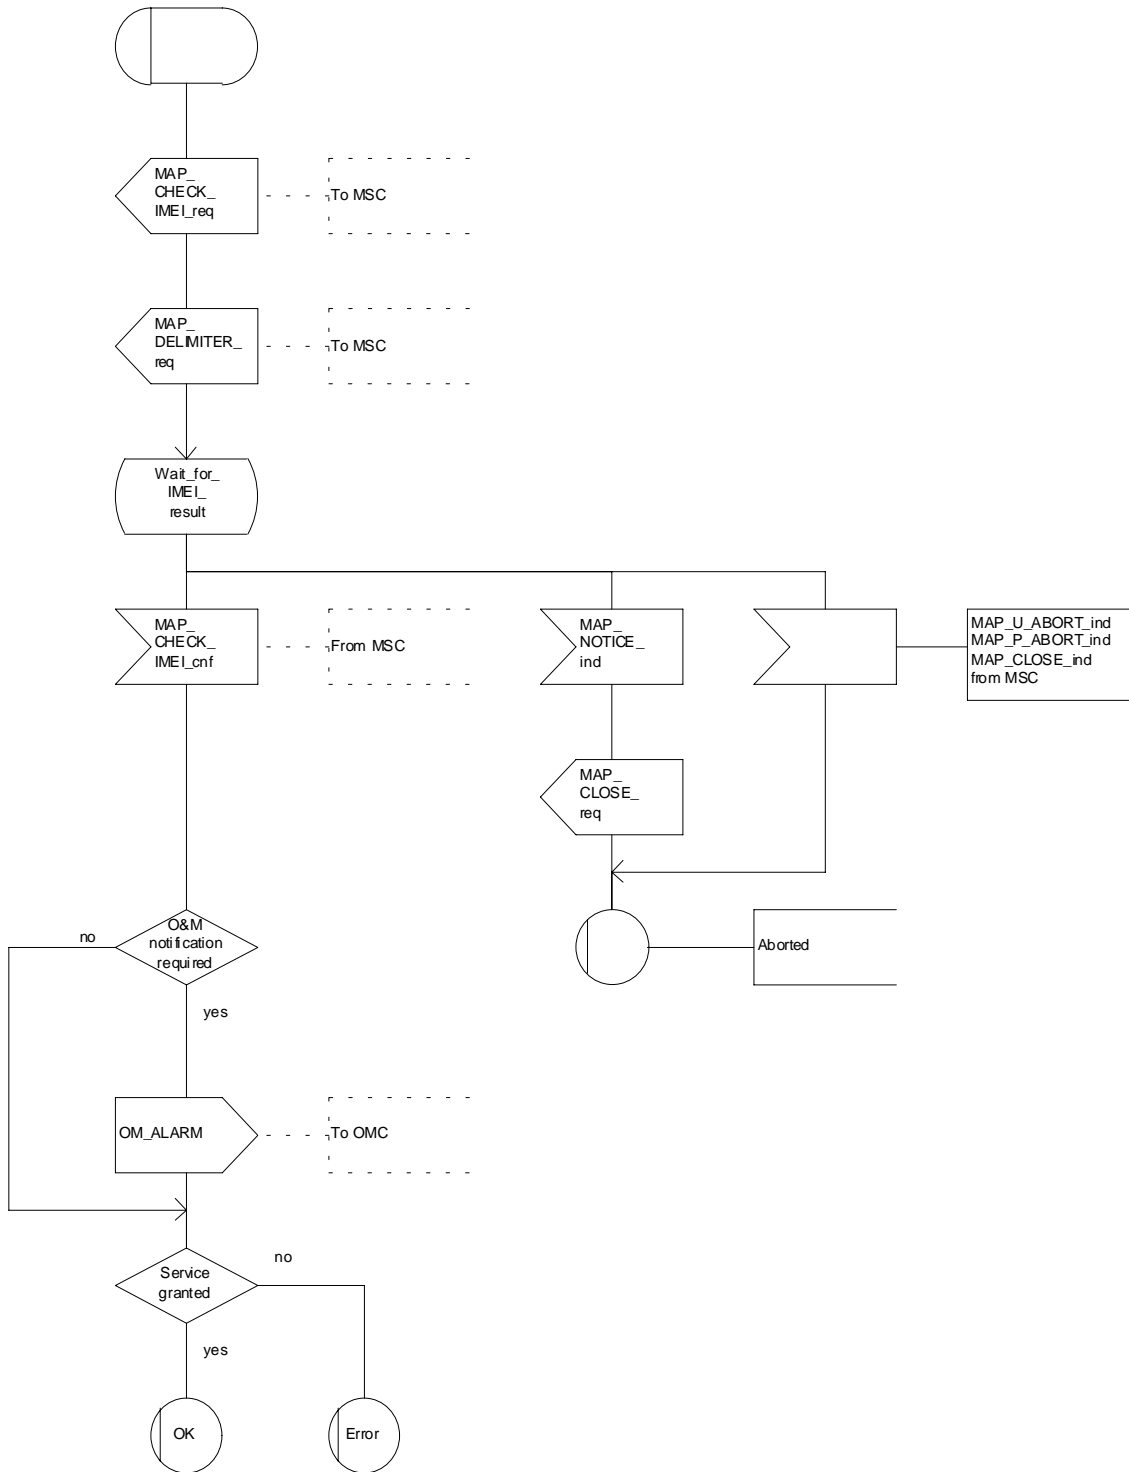 MAP_
CHECK_
IMEI_req
To MSC
MAP_
DELIMITER_
req
To MSC
Wait_for_
IMEI_
result
MAP_
CHECK_
IMEI_cnf
From MSC
MAP_
NOTICE_
ind
MAP_U_ABORT_ind
MAP_P_ABORT_ind
MAP_CLOSE_ind
from MSC
MAP_
CLOSE_
req
O&M
notification
required
no
yes
Aborted
OM_ALARM
To OMC
Service
granted
no
yes
OK
Error